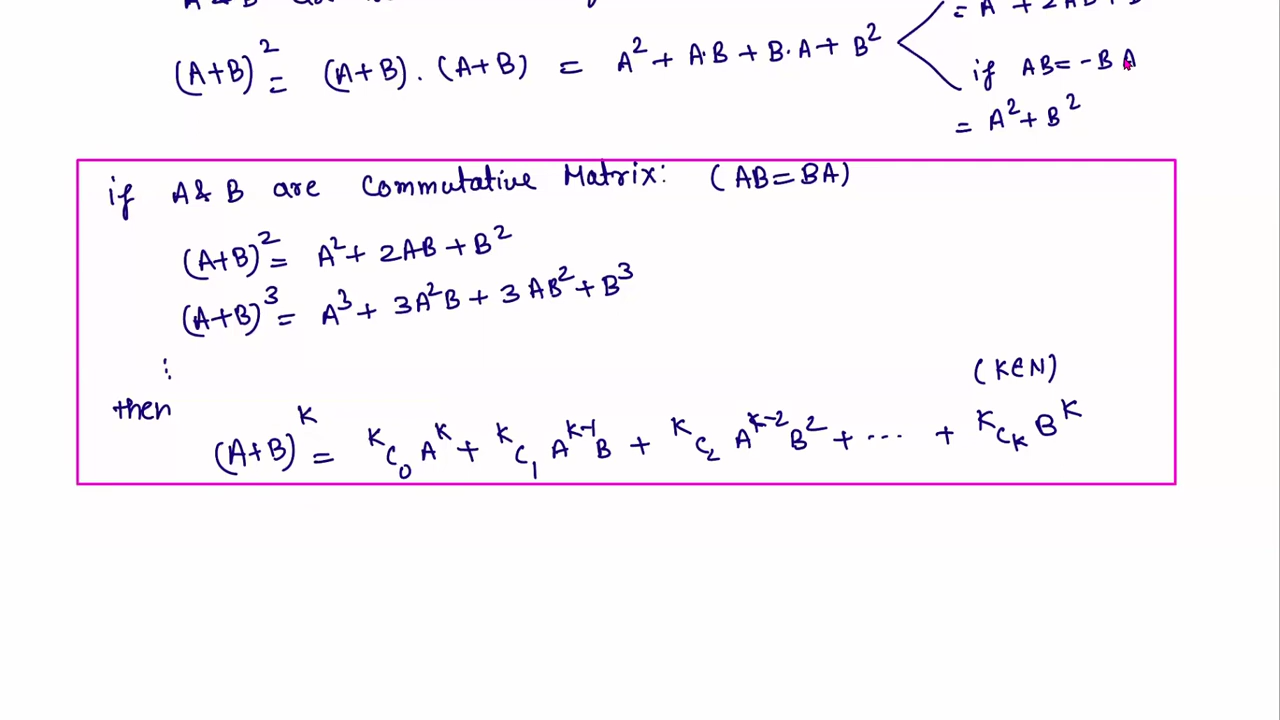 (A+B)² = (A+B) · (A+B) = A² + A·B + B·A + B²
if AB = -BA
= A² + B²
if A & B are Commutative Matrix: (AB = BA)
(A+B)² = A² + 2AB + B²
(A+B)³ = A³ + 3A²B + 3AB² + B³
⋮
(K∈N)
then
(A+B)^K = ^KC₀ A^K + ^KC₁ A^(K-1) B + ^KC₂ A^(K-2) B² + ... + ^KC_K B^K